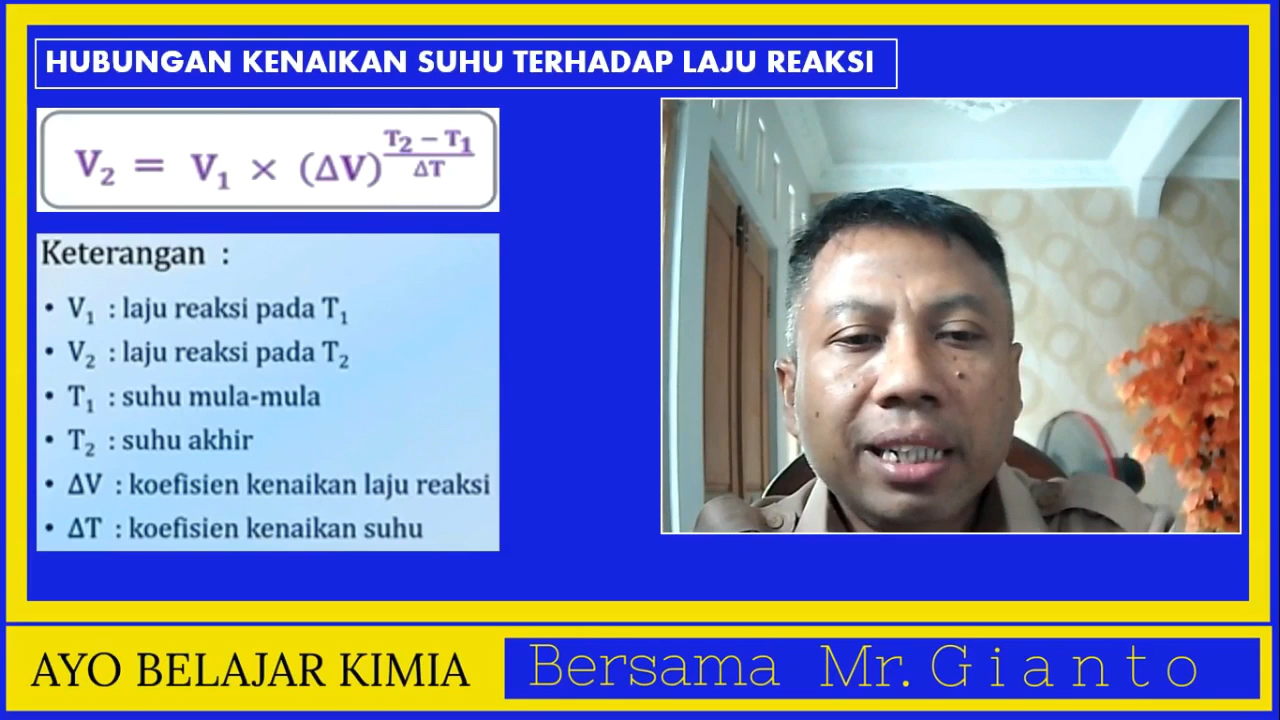 HUBUNGAN KENAIKAN SUHU TERHADAP LAJU REAKSI
V₂ = V₁ × (ΔV)^((T₂ − T₁)/ΔT)
Keterangan :
• V₁ : laju reaksi pada T₁
• V₂ : laju reaksi pada T₂
• T₁ : suhu mula-mula
• T₂ : suhu akhir
• ΔV : koefisien kenaikan laju reaksi
• ΔT : koefisien kenaikan suhu
AYO BELAJAR KIMIA
Bersama Mr. Gianto